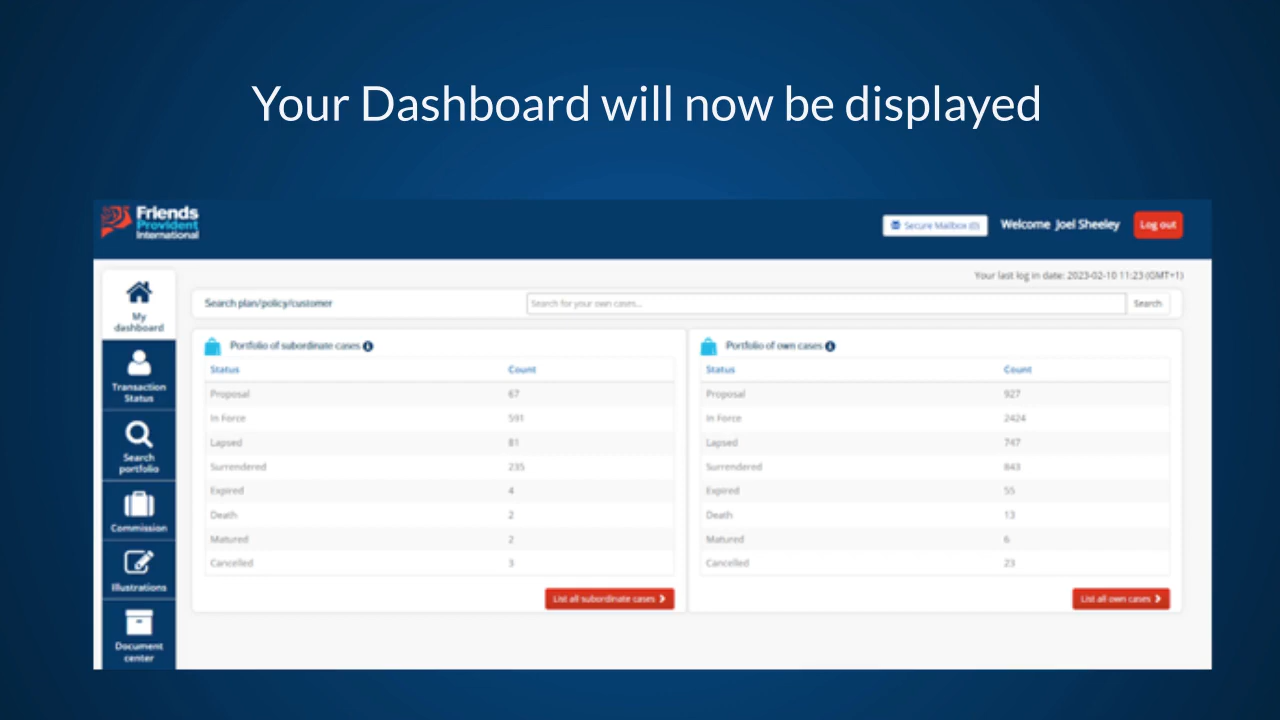 Your Dashboard will now be displayed
Friends
Provident
International
Secure Mailbox (0)
Welcome Joel Sheeley
Log out
Your last log in date: 2023-02-10 11:23 (GMT+1)
My
dashboard
Search plan/policy/customer
Search for your own cases...
Search
Transaction
Status
Search
portfolio
Commission
Illustrations
Document
center
Portfolio of subordinate cases
Status Count
Proposal 67
In Force 591
Lapsed 81
Surrendered 235
Expired 4
Death 2
Matured 2
Cancelled 3
List all subordinate cases
Portfolio of own cases
Status Count
Proposal 927
In Force 2424
Lapsed 747
Surrendered 843
Expired 55
Death 13
Matured 6
Cancelled 23
List all own cases